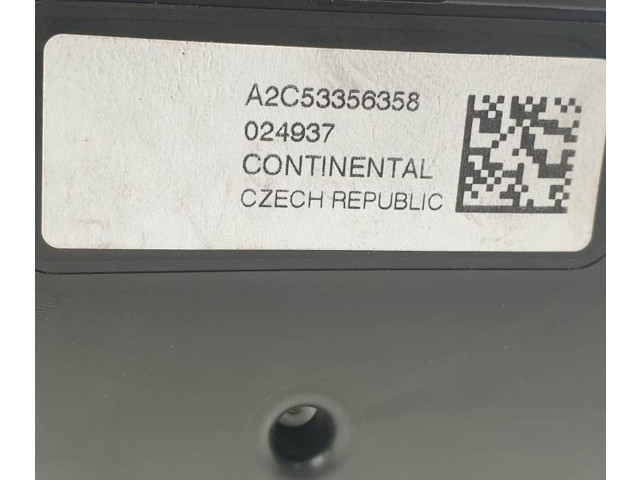 A2C53356358
024937
CONTINENTAL
CZECH REPUBLIC